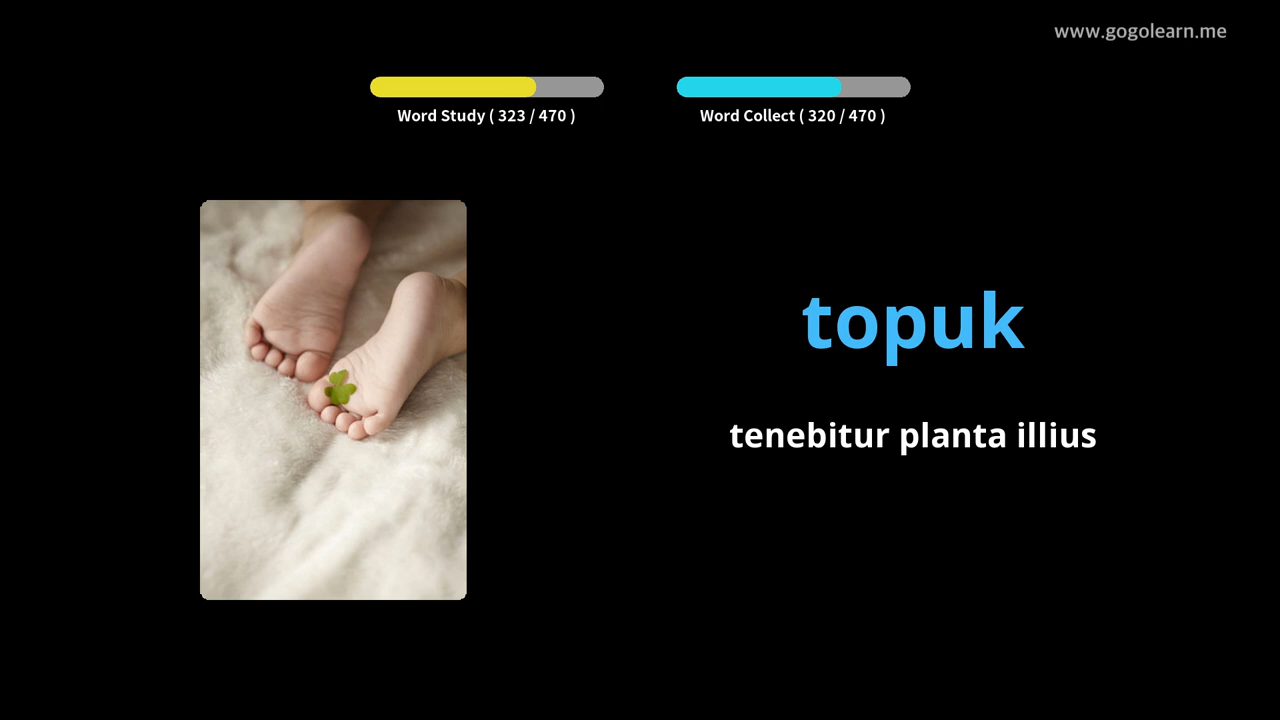 www.gogolearn.me
Word Study ( 323 / 470 )
Word Collect ( 320 / 470 )
topuk
tenebitur planta illius